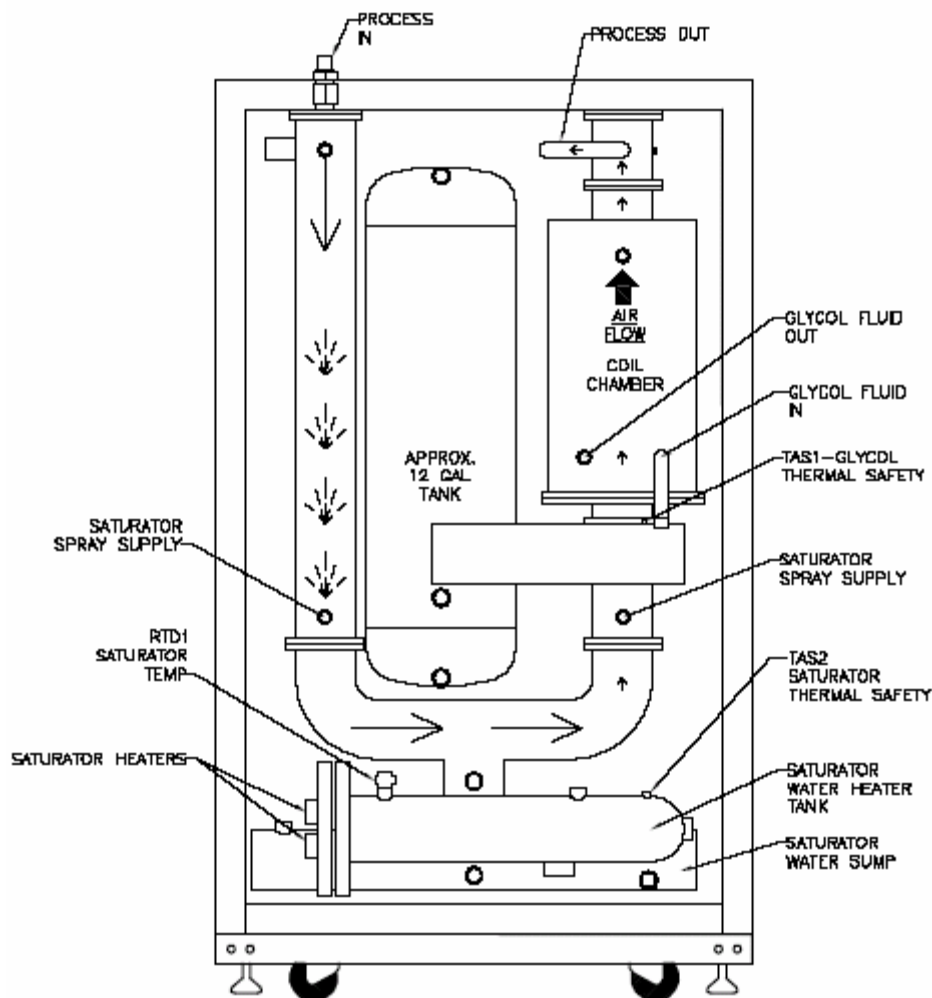 PROCESS
IN
PROCESS OUT
AIR
FLOW
COIL
CHAMBER
GLYCOL FLUID
OUT
GLYCOL FLUID
IN
APPROX.
12 GAL
TANK
TAS1-GLYCOL
THERMAL SAFETY
SATURATOR
SPRAY SUPPLY
SATURATOR
SPRAY SUPPLY
RTD1
SATURATOR
TEMP
TAS2
SATURATOR
THERMAL SAFETY
SATURATOR HEATERS
SATURATOR
WATER HEATER
TANK
SATURATOR
WATER SUMP